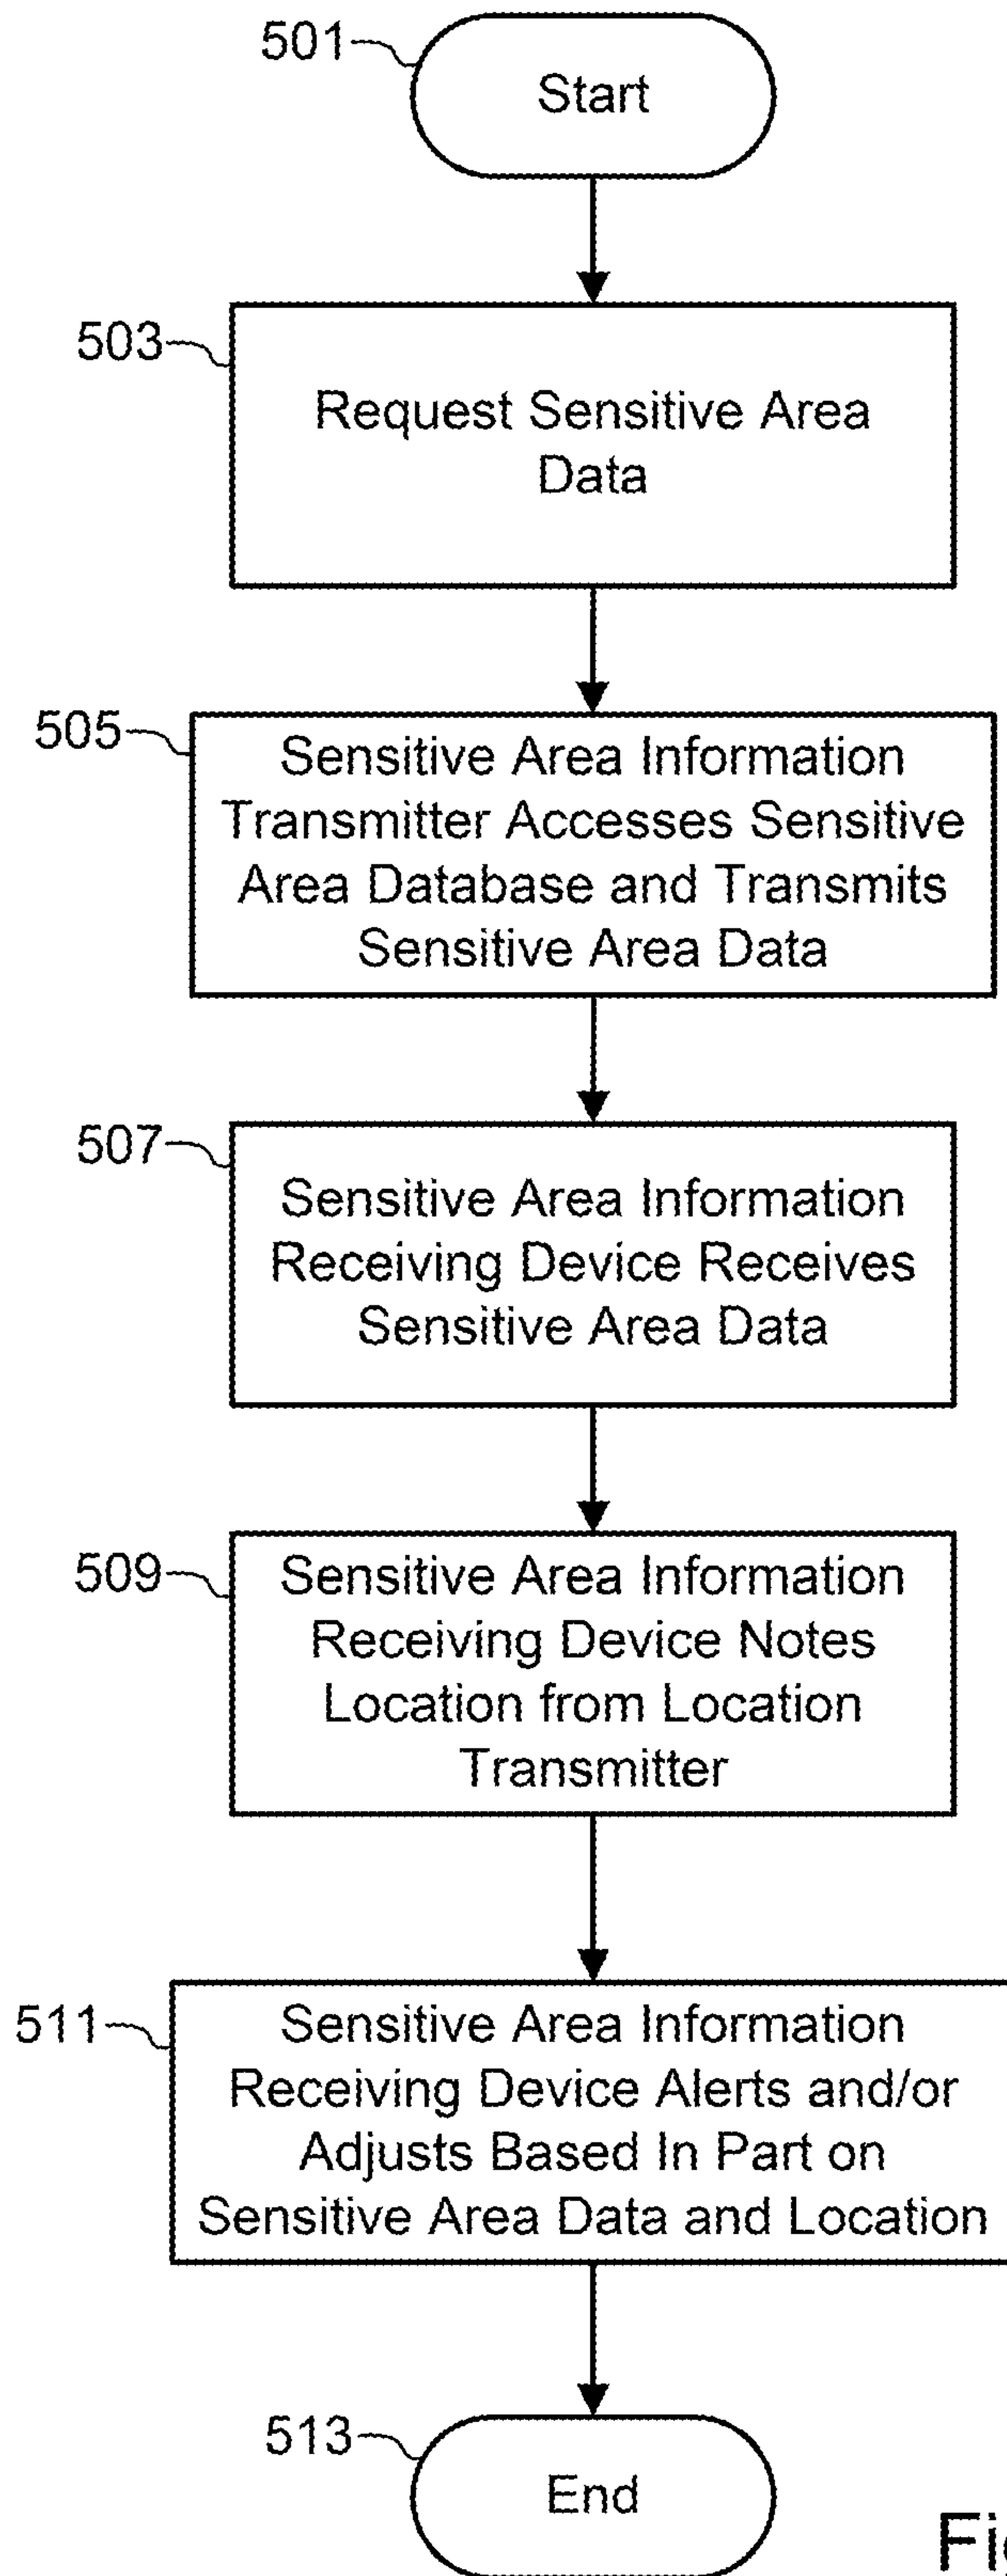 501
Start
503
Request Sensitive Area
Data
505
Sensitive Area Information
Transmitter Accesses Sensitive
Area Database and Transmits
Sensitive Area Data
507
Sensitive Area Information
Receiving Device Receives
Sensitive Area Data
509
Sensitive Area Information
Receiving Device Notes
Location from Location
Transmitter
511
Sensitive Area Information
Receiving Device Alerts and/or
Adjusts Based In Part on
Sensitive Area Data and Location
513
End